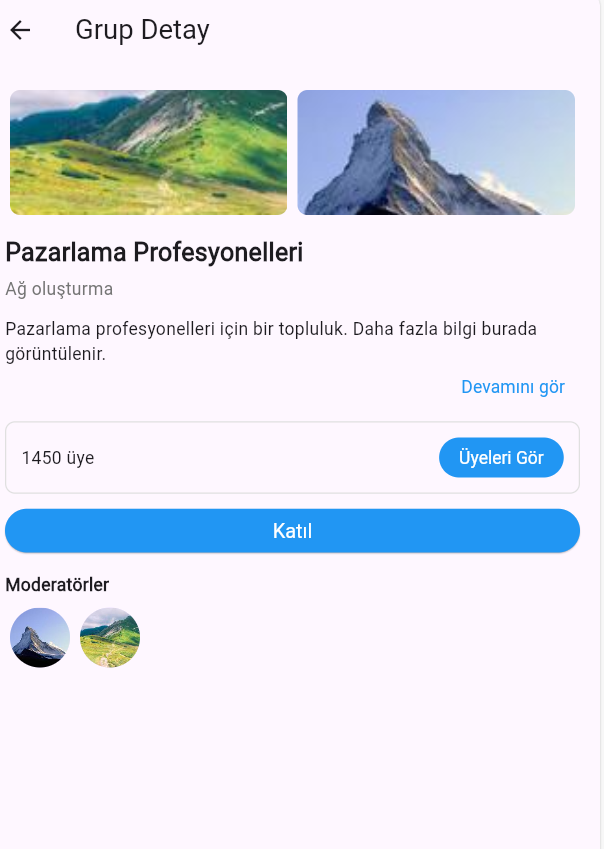 Grup Detay
Pazarlama Profesyonelleri
Ağ oluşturma
Pazarlama profesyonelleri için bir topluluk. Daha fazla bilgi burada
görüntülenir.
Devamını gör
1450 üye
Üyeleri Gör
Katıl
Moderatörler